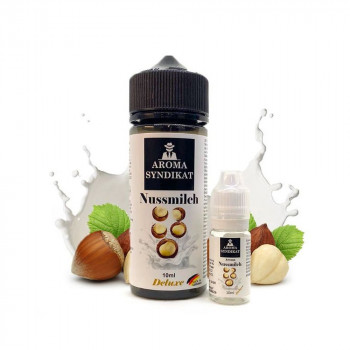 AROMA
SYNDIKAT
Nussmilch
10ml
Deluxe
AROMA
SYNDIKAT
Nussmilch